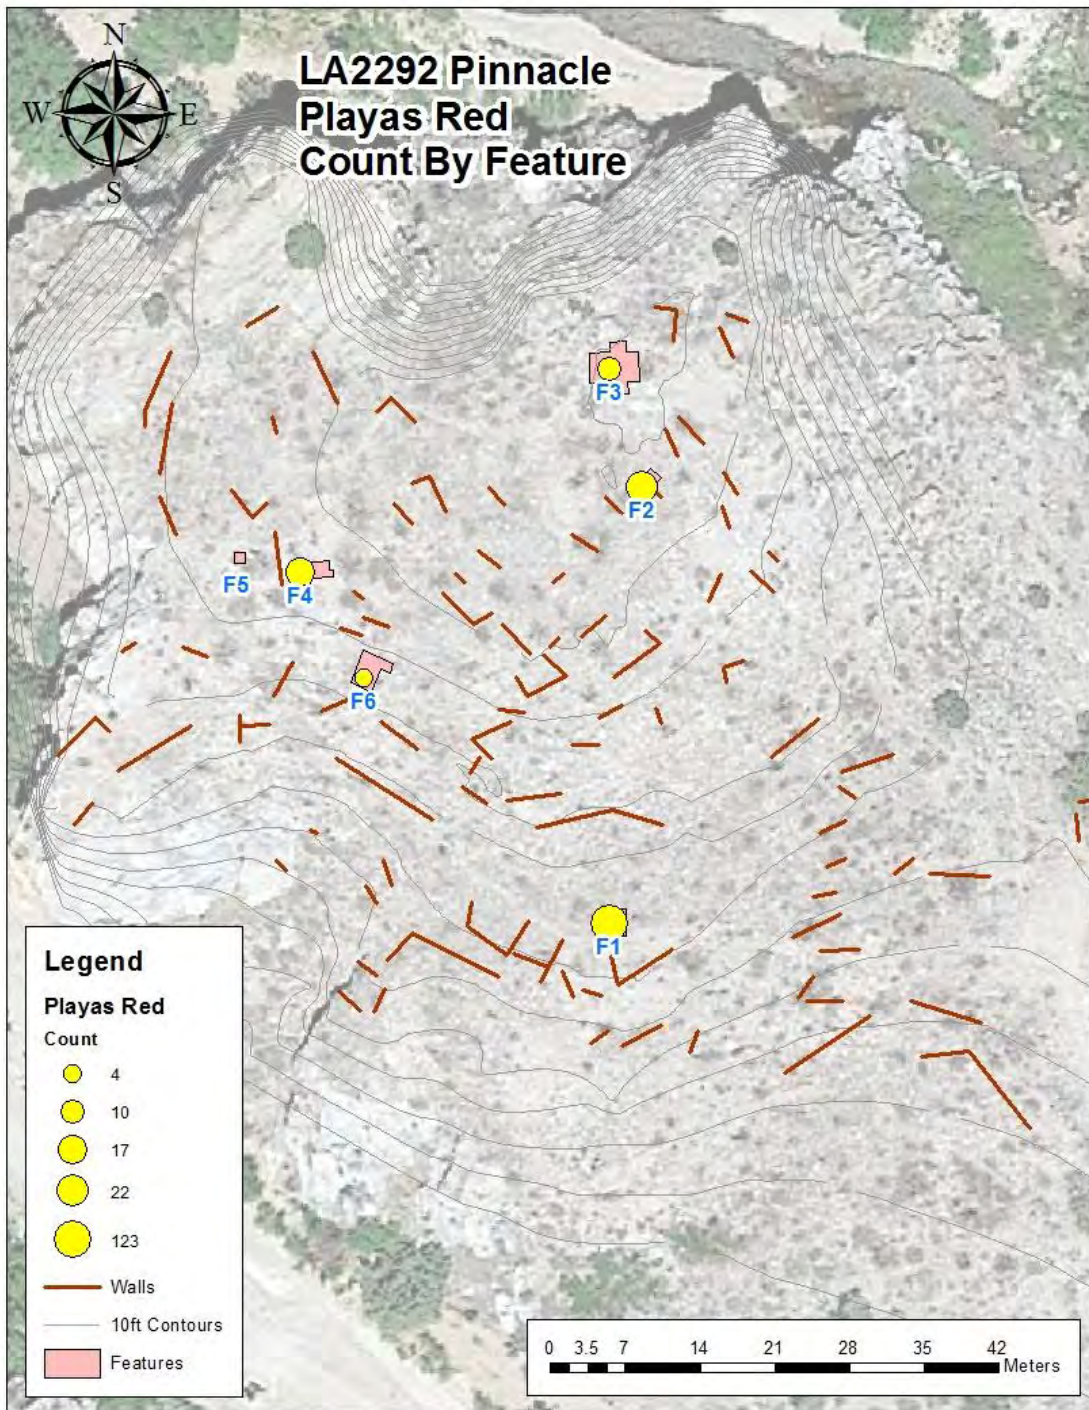 N
W
E
S
LA2292 Pinnacle
Playas Red
Count By Feature
F3
F2
F5
F4
F6
F1
Legend
Playas Red
Count
4
10
17
22
123
Walls
10ft Contours
Features
0 3.5 7 14 21 28 35 42
Meters